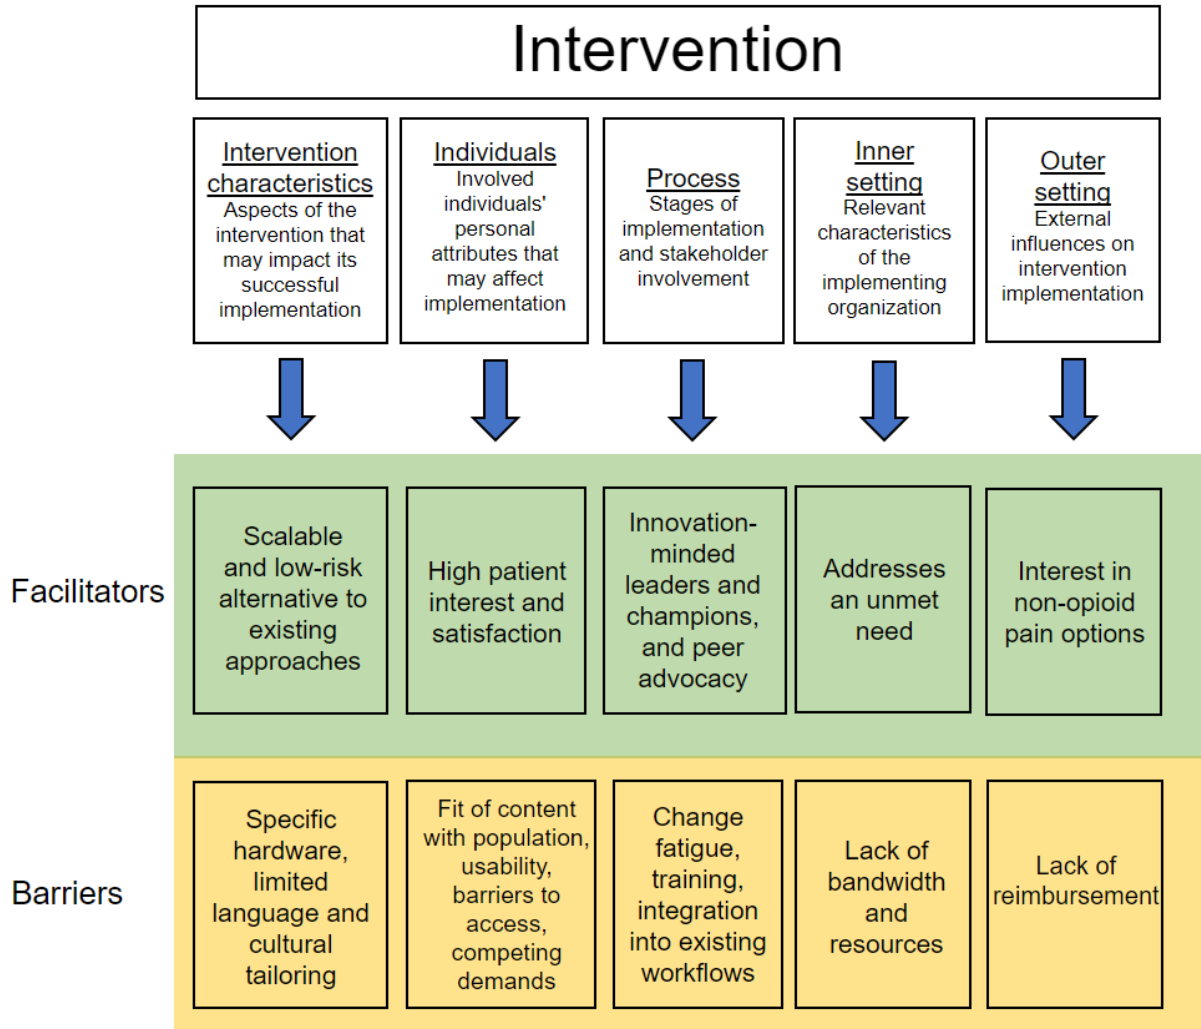 Intervention
Intervention
characteristics
Aspects of the
intervention that
may impact its
successful
implementation
Individuals
Involved
individuals'
personal
attributes that
may affect
implementation
Process
Stages of
implementation
and stakeholder
involvement
Inner
setting
Relevant
characteristics
of the
implementing
organization
Outer
setting
External
influences on
intervention
implementation
Facilitators
Scalable
and low-risk
alternative to
existing
approaches
High patient
interest and
satisfaction
Innovation-
minded
leaders and
champions,
and peer
advocacy
Addresses
an unmet
need
Interest in
non-opioid
pain options
Barriers
Specific
hardware,
limited
language and
cultural
tailoring
Fit of content
with population,
usability,
barriers to
access,
competing
demands
Change
fatigue,
training,
integration
into existing
workflows
Lack of
bandwidth
and
resources
Lack of
reimbursement